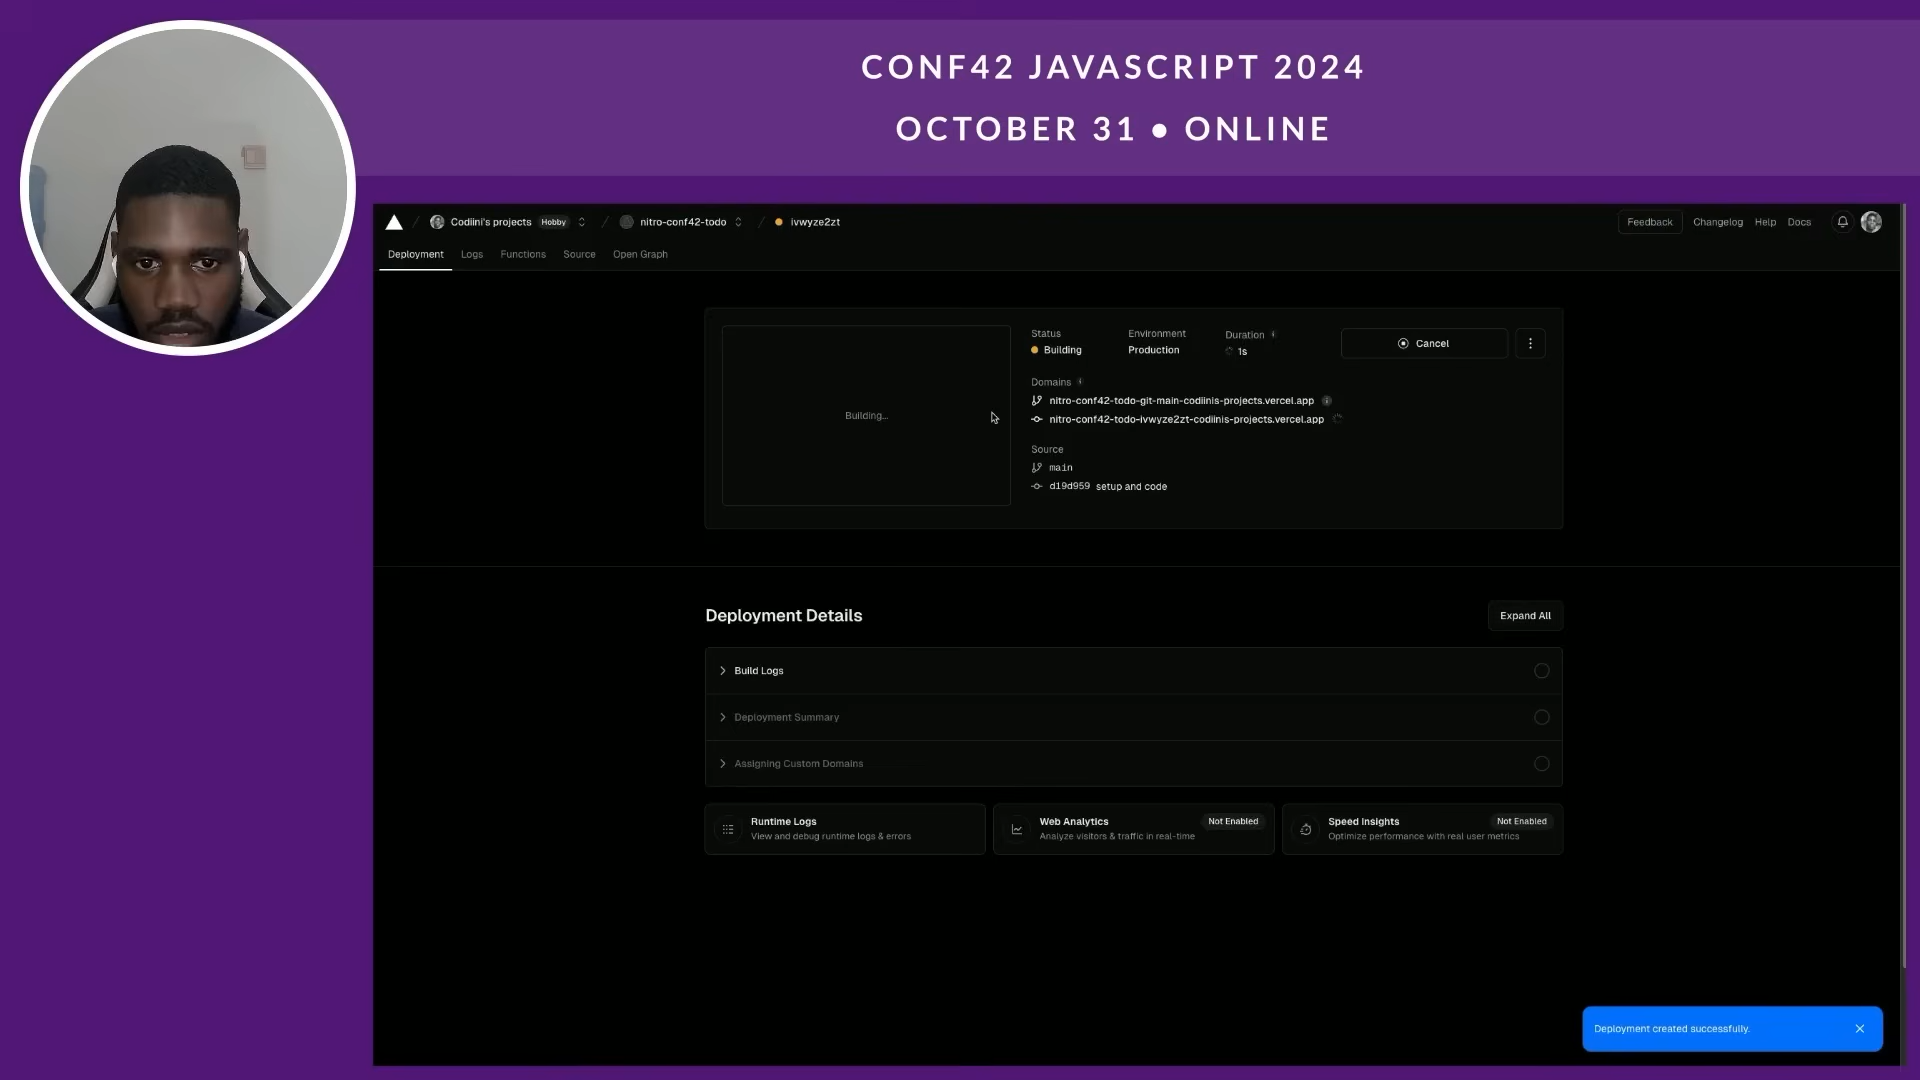 CONF42 JAVASCRIPT 2024
OCTOBER 31 • ONLINE
Codiini's projects Hobby / nitro-conf42-todo / ivwyze2zt
Feedback Changelog Help Docs
Deployment Logs Functions Source Open Graph
Status Environment Duration
Building Production 1s
Cancel
Building...
Domains
nitro-conf42-todo-git-main-codiinis-projects.vercel.app
nitro-conf42-todo-ivwyze2zt-codiinis-projects.vercel.app
Source
main
d19d959 setup and code
Deployment Details
Expand All
Build Logs
Deployment Summary
Assigning Custom Domains
Runtime Logs
View and debug runtime logs & errors
Web Analytics Not Enabled
Analyze visitors & traffic in real-time
Speed Insights Not Enabled
Optimize performance with real user metrics
Deployment created successfully.